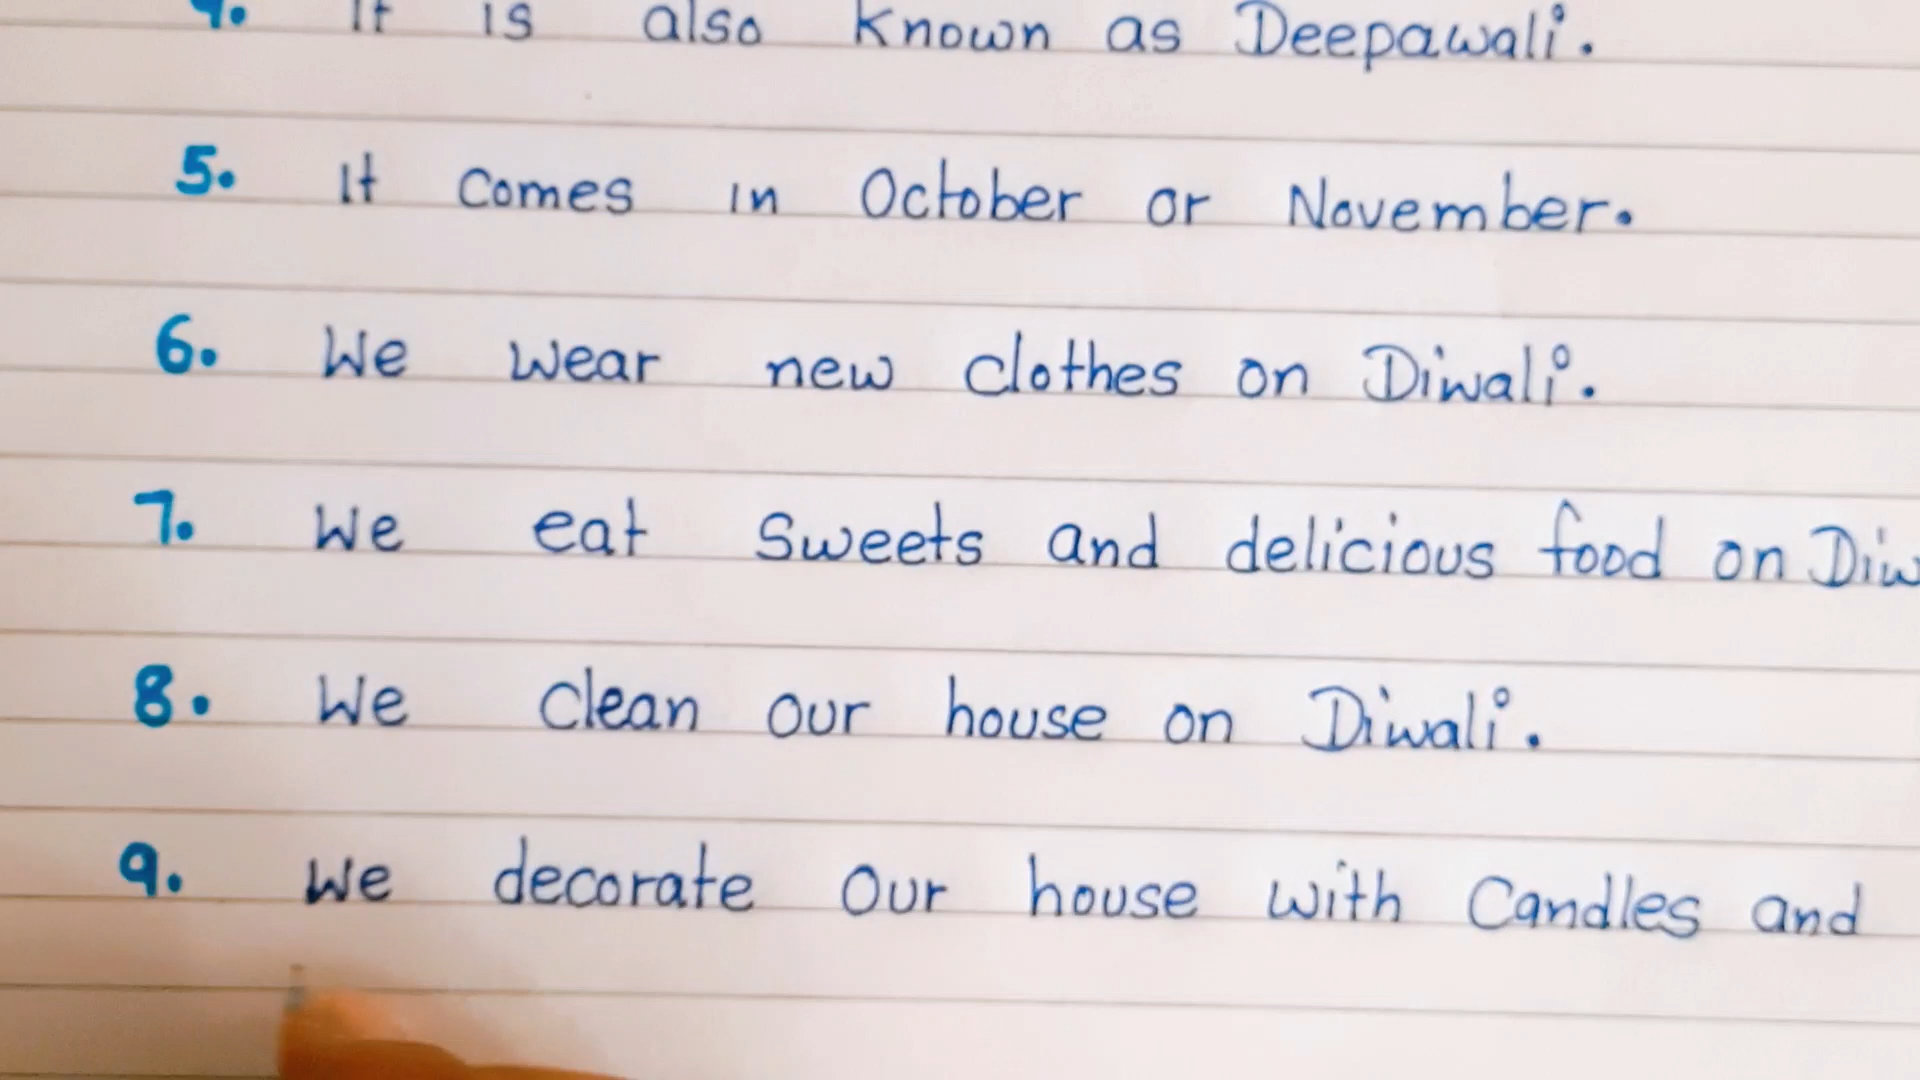 4. It is also known as Deepawali.
5. It comes in October or November.
6. We wear new clothes on Diwali.
7. We eat sweets and delicious food on Diw
8. We clean our house on Diwali.
9. We decorate our house with Candles and